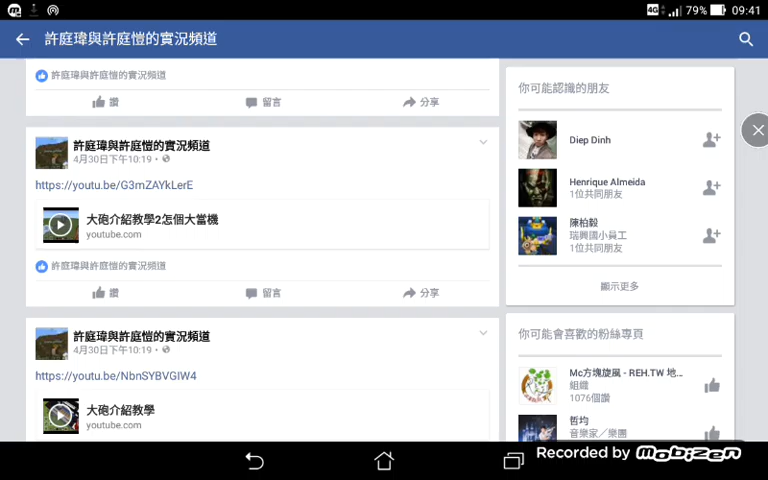 4G 79% 09:41
許庭瑋與許庭愷的實況頻道
許庭瑋與許庭愷的實況頻道
讚 留言 分享
許庭瑋與許庭愷的實況頻道
4月30日下午10:19
https://youtu.be/G3mZAYkLerE
大砲介紹教學2怎個大當機
youtube.com
許庭瑋與許庭愷的實況頻道
讚 留言 分享
許庭瑋與許庭愷的實況頻道
4月30日下午10:19
https://youtu.be/NbnSYBVGIW4
大砲介紹教學
youtube.com
你可能認識的朋友
Diep Dinh
Henrique Almeida
1位共同朋友
陳柏毅
瑞興國小員工
1位共同朋友
顯示更多
你可能會喜歡的粉絲專頁
Mc方塊旋風 - REH.TW 地...
組織
1076個讚
哲均
音樂家／樂團
Recorded by mobizen